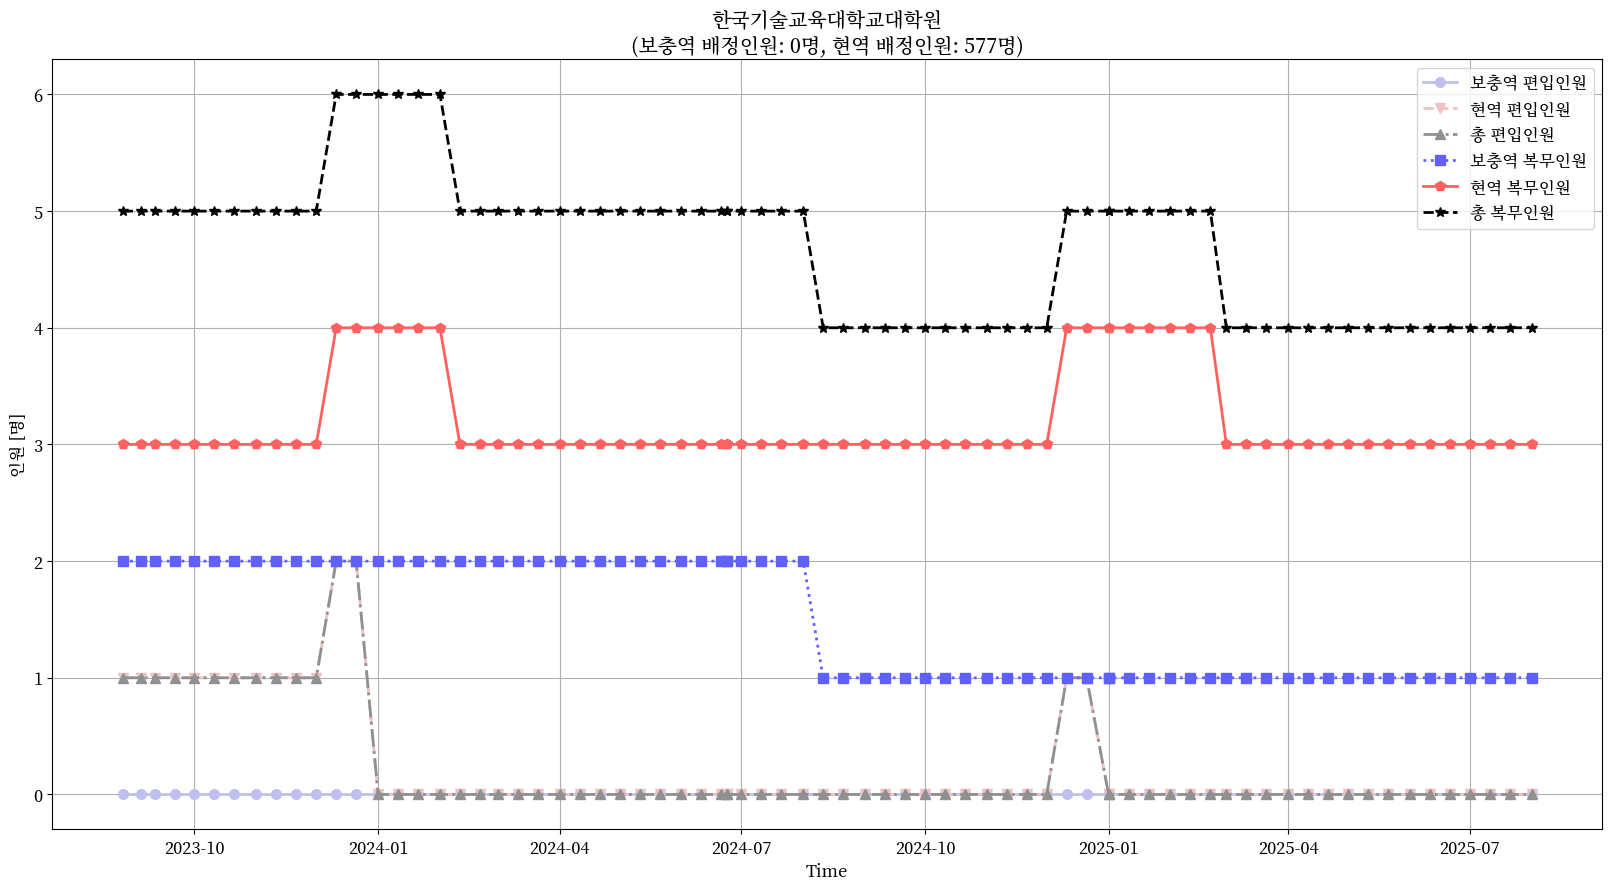 한국기술교육대학교대학원
(보충역 배정인원: 0명, 현역 배정인원: 577명)
보충역 편입인원
현역 편입인원
총 편입인원
보충역 복무인원
현역 복무인원
총 복무인원
인원 [명]
6
5
4
3
2
1
0
2023-10
2024-01
2024-04
2024-07
2024-10
2025-01
2025-04
2025-07
Time